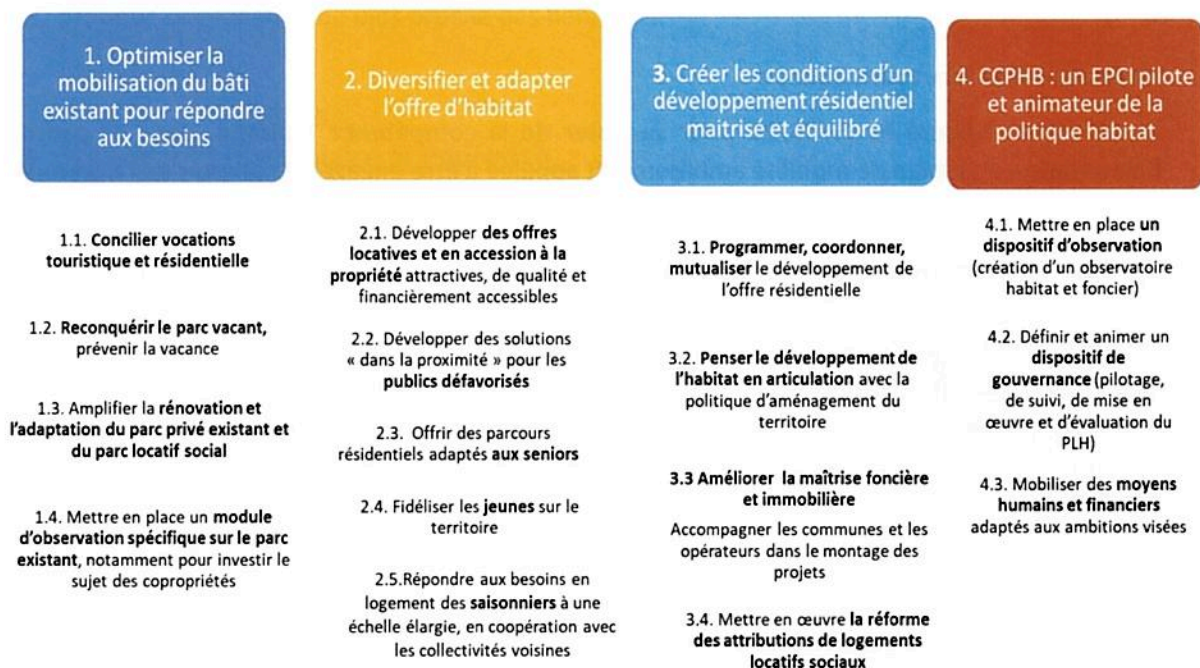 1. Optimiser la
mobilisation du bâti
existant pour répondre
aux besoins
1.1. Concilier vocations
touristique et résidentielle
1.2. Reconquérir le parc vacant,
prévenir la vacance
1.3. Amplifier la rénovation et
l'adaptation du parc privé existant et
du parc locatif social
1.4. Mettre en place un module
d'observation spécifique sur le parc
existant, notamment pour investir le
sujet des copropriétés
2. Diversifier et adapter
l'offre d'habitat
2.1. Développer des offres
locatives et en accession à la
propriété attractives, de qualité et
financièrement accessibles
2.2. Développer des solutions
« dans la proximité » pour les
publics défavorisés
2.3. Offrir des parcours
résidentiels adaptés aux seniors
2.4. Fidéliser les jeunes sur le
territoire
2.5.Répondre aux besoins en
logement des saisonniers à une
échelle élargie, en coopération avec
les collectivités voisines
3. Créer les conditions d'un
développement résidentiel
maitrisé et équilibré
3.1. Programmer, coordonner,
mutualiser le développement de
l'offre résidentielle
3.2. Penser le développement de
l'habitat en articulation avec la
politique d'aménagement du
territoire
3.3 Améliorer la maîtrise foncière
et immobilière
Accompagner les communes et les
opérateurs dans le montage des
projets
3.4. Mettre en œuvre la réforme
des attributions de logements
locatifs sociaux
4. CCPHB : un EPCI pilote
et animateur de la
politique habitat
4.1. Mettre en place un
dispositif d'observation
(création d'un observatoire
habitat et foncier)
4.2. Définir et animer un
dispositif de
gouvernance (pilotage,
de suivi, de mise en
œuvre et d'évaluation du
PLH)
4.3. Mobiliser des moyens
humains et financiers
adaptés aux ambitions visées